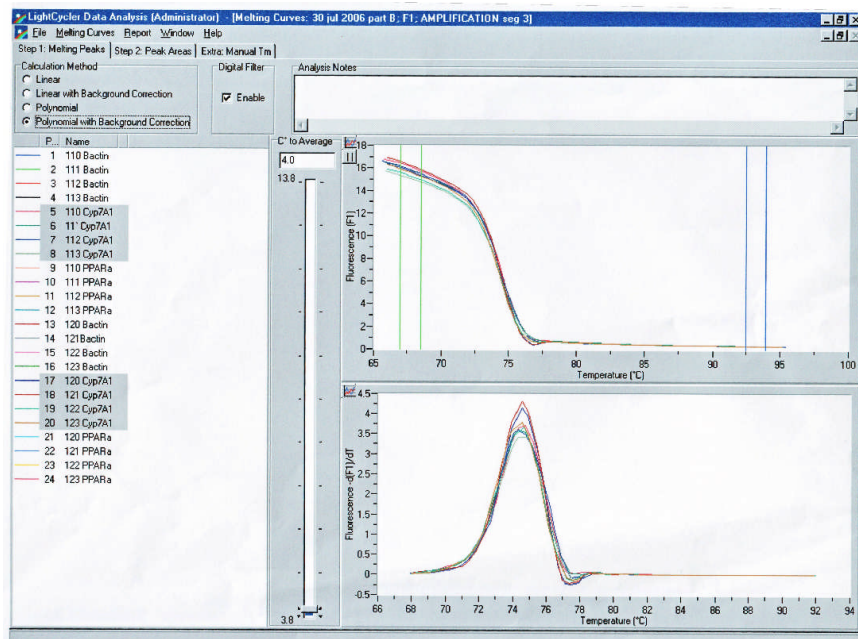 LightCycler Data Analysis (Administrator) - [Melting Curves: 30 jul 2006 part B; F1; AMPLIFICATION seg 3]
File Melting Curves Report Window Help
Step 1: Melting Peaks Step 2: Peak Areas Extra: Manual Tm
Calculation Method
Linear
Linear with Background Correction
Polynomial
Polynomial with Background Correction
Digital Filter
Enable
Analysis Notes
P... Name
1 110 Bactin
2 111 Bactin
3 112 Bactin
4 113 Bactin
5 110 Cyp7A1
6 11' Cyp7A1
7 112 Cyp7A1
8 113 Cyp7A1
9 110 PPARa
10 111 PPARa
11 112 PPARa
12 113 PPARa
13 120 Bactin
14 121Bactin
15 122 Bactin
16 123 Bactin
17 120 Cyp7A1
18 121 Cyp7A1
19 122 Cyp7A1
20 123 Cyp7A1
21 120 PPARa
22 121 PPARa
23 122 PPARa
24 123 PPARa
C° to Average
4.0
13.8
3.8
Fluorescence (F1)
18
16
14
12
10
8
6
4
2
0
65 70 75 80 85 90 95 100
Temperature (°C)
Fluorescence -d(F1)/dT
4.5
4
3.5
3
2.5
2
1.5
1
0.5
0
-0.5
66 68 70 72 74 76 78 80 82 84 86 88 90 92 94
Temperature (°C)